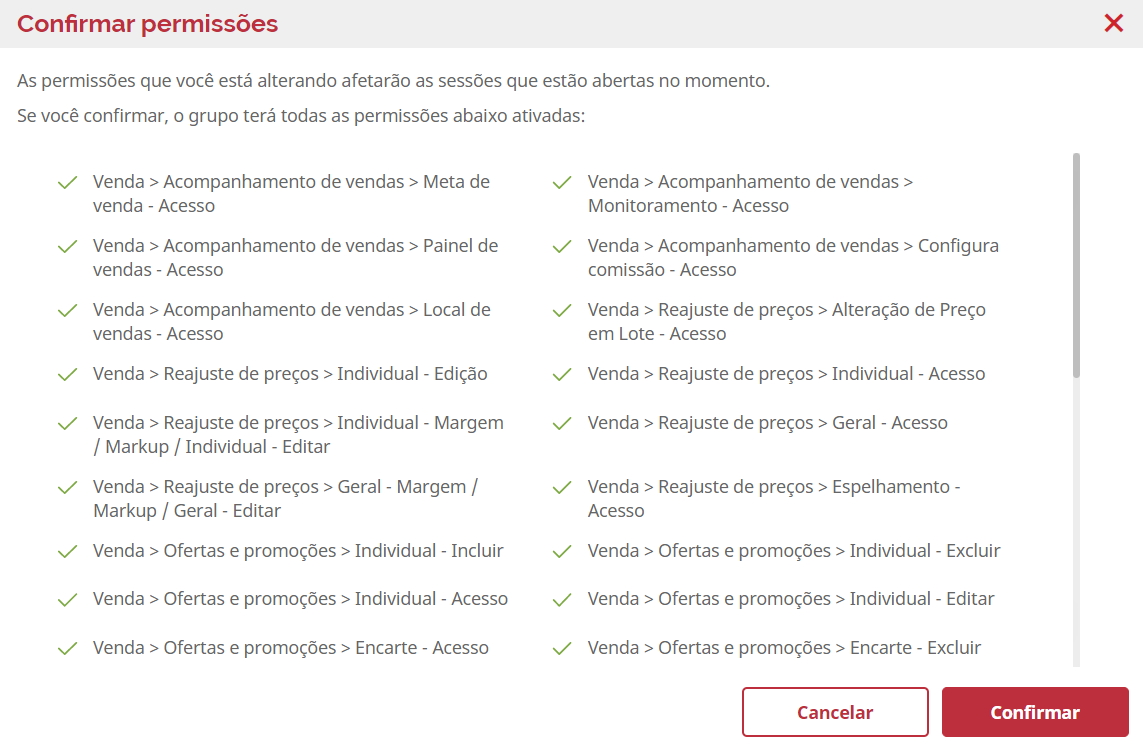 Confirmar permissões
As permissões que você está alterando afetarão as sessões que estão abertas no momento.
Se você confirmar, o grupo terá todas as permissões abaixo ativadas:
Venda > Acompanhamento de vendas > Meta de
venda - Acesso
Venda > Acompanhamento de vendas >
Monitoramento - Acesso
Venda > Acompanhamento de vendas > Painel de
vendas - Acesso
Venda > Acompanhamento de vendas > Configura
comissão - Acesso
Venda > Acompanhamento de vendas > Local de
vendas - Acesso
Venda > Reajuste de preços > Alteração de Preço
em Lote - Acesso
Venda > Reajuste de preços > Individual - Edição
Venda > Reajuste de preços > Individual - Acesso
Venda > Reajuste de preços > Individual - Margem
/ Markup / Individual - Editar
Venda > Reajuste de preços > Geral - Acesso
Venda > Reajuste de preços > Geral - Margem /
Markup / Geral - Editar
Venda > Reajuste de preços > Espelhamento -
Acesso
Venda > Ofertas e promoções > Individual - Incluir
Venda > Ofertas e promoções > Individual - Excluir
Venda > Ofertas e promoções > Individual - Acesso
Venda > Ofertas e promoções > Individual - Editar
Venda > Ofertas e promoções > Encarte - Acesso
Venda > Ofertas e promoções > Encarte - Excluir
Cancelar
Confirmar